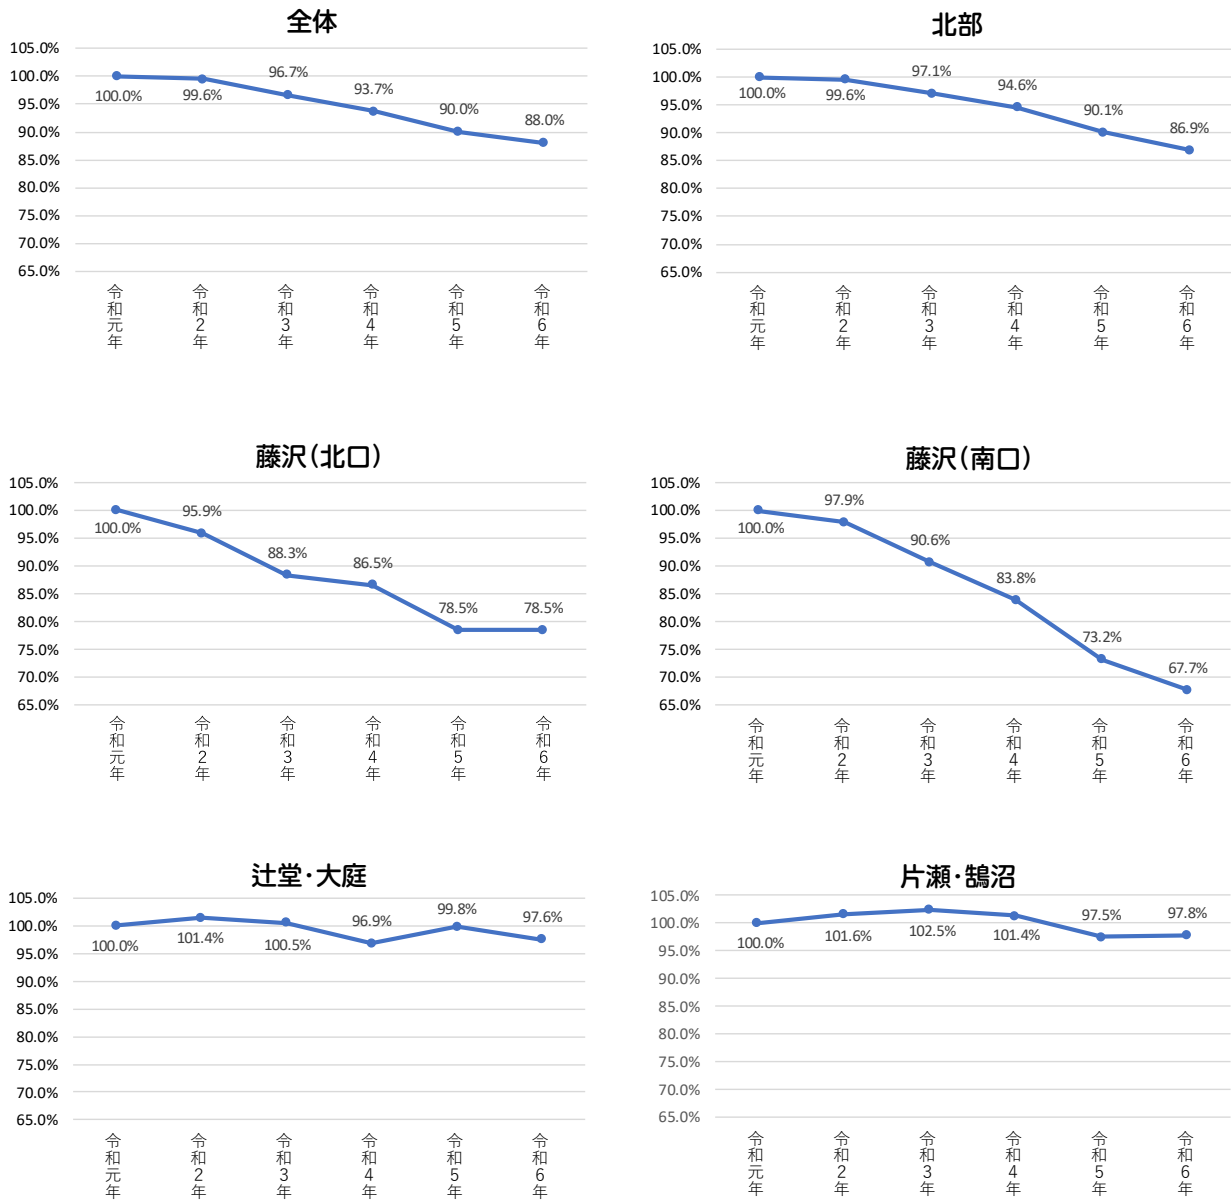 全体
105.0%
100.0%
95.0%
90.0%
85.0%
80.0%
75.0%
70.0%
65.0%
100.0%
99.6%
96.7%
93.7%
90.0%
88.0%
令和元年
令和2年
令和3年
令和4年
令和5年
令和6年
北部
105.0%
100.0%
95.0%
90.0%
85.0%
80.0%
75.0%
70.0%
65.0%
100.0%
99.6%
97.1%
94.6%
90.1%
86.9%
令和元年
令和2年
令和3年
令和4年
令和5年
令和6年
藤沢（北口）
105.0%
100.0%
95.0%
90.0%
85.0%
80.0%
75.0%
70.0%
65.0%
100.0%
95.9%
88.3%
86.5%
78.5%
78.5%
令和元年
令和2年
令和3年
令和4年
令和5年
令和6年
藤沢（南口）
105.0%
100.0%
95.0%
90.0%
85.0%
80.0%
75.0%
70.0%
65.0%
100.0%
97.9%
90.6%
83.8%
73.2%
67.7%
令和元年
令和2年
令和3年
令和4年
令和5年
令和6年
辻堂・大庭
105.0%
100.0%
95.0%
90.0%
85.0%
80.0%
75.0%
70.0%
65.0%
100.0%
101.4%
100.5%
96.9%
99.8%
97.6%
令和元年
令和2年
令和3年
令和4年
令和5年
令和6年
片瀬・鵠沼
105.0%
100.0%
95.0%
90.0%
85.0%
80.0%
75.0%
70.0%
65.0%
100.0%
101.6%
102.5%
101.4%
97.5%
97.8%
令和元年
令和2年
令和3年
令和4年
令和5年
令和6年